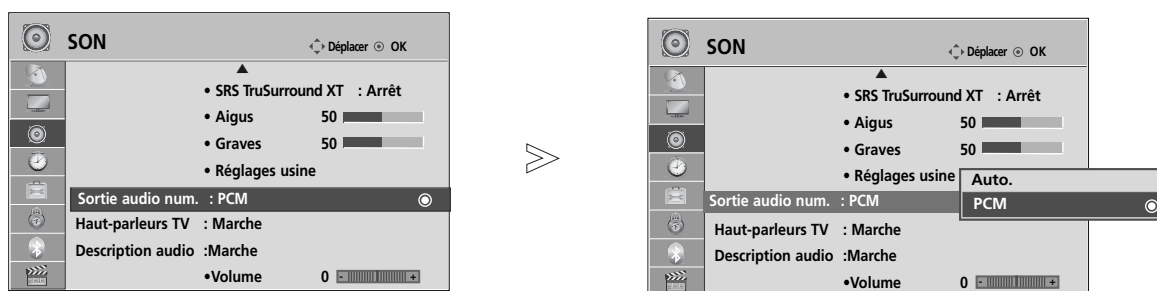 SON Déplacer OK
• SRS TruSurround XT : Arrêt
• Aigus 50
• Graves 50
• Réglages usine
Sortie audio num. : PCM
Haut-parleurs TV : Marche
Description audio :Marche
•Volume 0 - +
SON Déplacer OK
• SRS TruSurround XT : Arrêt
• Aigus 50
• Graves 50
• Réglages usine
Auto.
Sortie audio num. : PCM
PCM
Haut-parleurs TV : Marche
Description audio :Marche
•Volume 0 - +